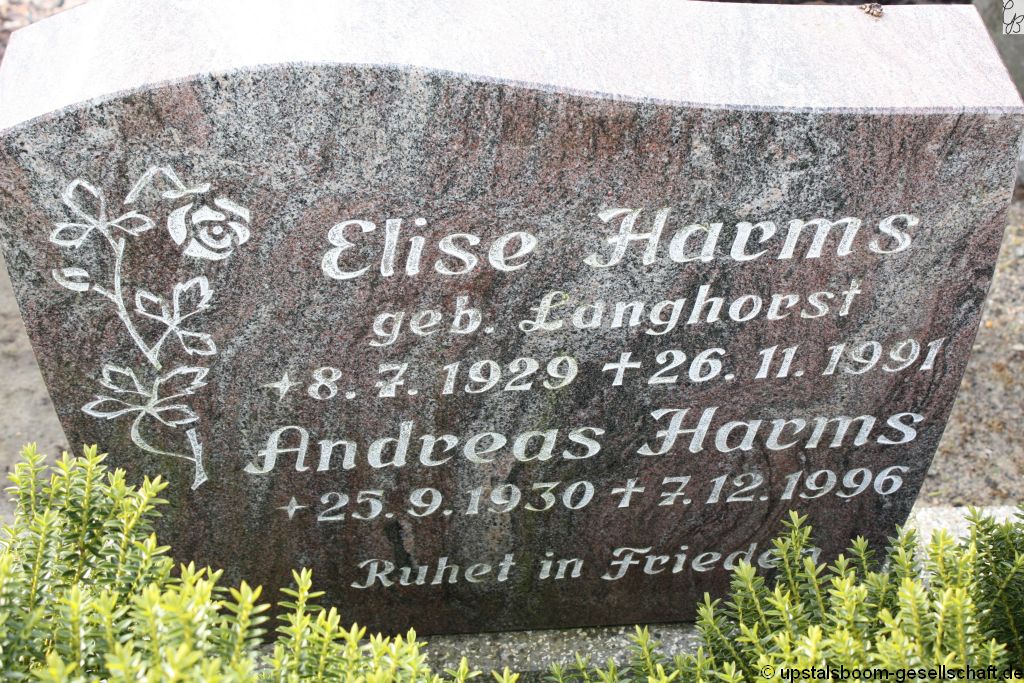 Elise Harms
geb. Langhorst
8. 7. 1929 26. 11. 1991
Andreas Harms
25. 9. 1930 7. 12. 1996
Ruhet in Frieden
© upstalsboom-gesellschaft.de